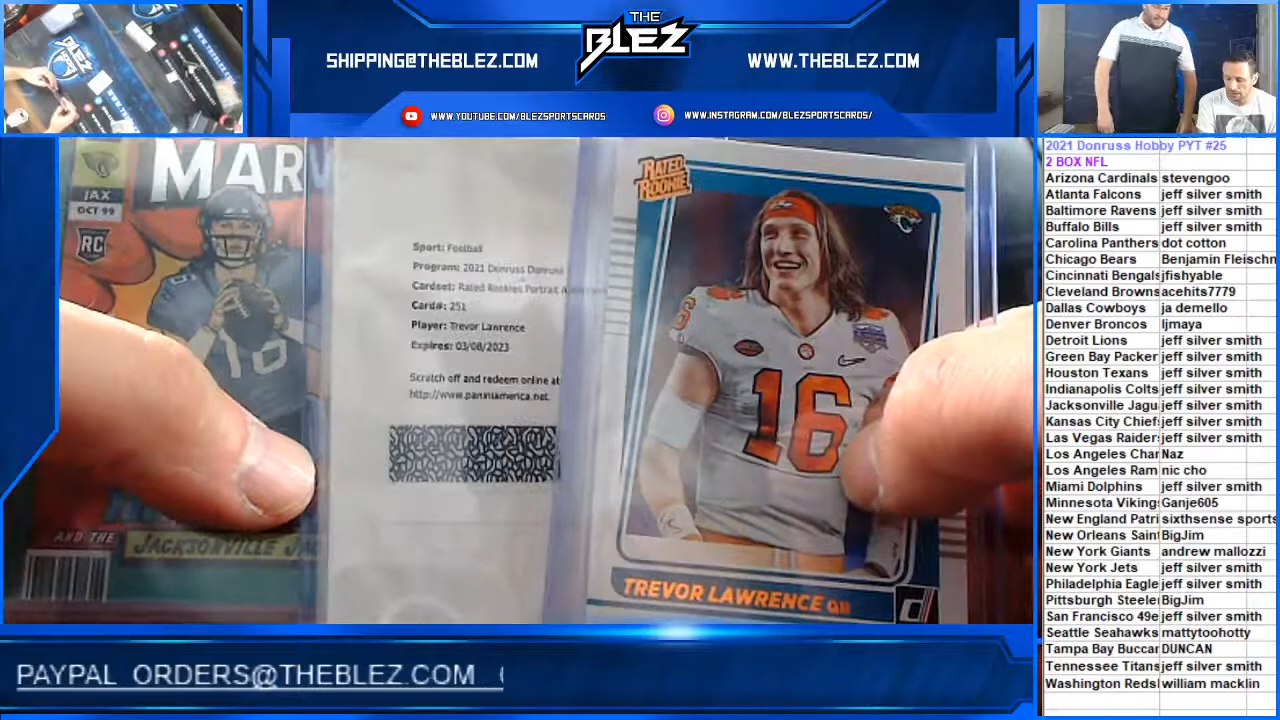 THE
BLEZ
SHIPPING@THEBLEZ.COM
WWW.THEBLEZ.COM
WWW.YOUTUBE.COM/BLEZSPORTSCARDS
WWW.INSTAGRAM.COM/BLEZSPORTSCARDS/
MAR
JAX
OCT 99
RC
AND THE
JACKSONVILLE JA
Sport: Football
Program: 2021 Donruss Donruss
Cardset: Rated Rookies Portrait
Card#: 251
Player: Trevor Lawrence
Expires: 03/08/2023
Scratch off and redeem online at
http://www.paniniamerica.net.
RATED
ROOKIE
16
16
TREVOR LAWRENCE QB
D
2021 Donruss Hobby PYT #25
2 BOX NFL
Arizona Cardinals stevengoo
Atlanta Falcons jeff silver smith
Baltimore Ravens jeff silver smith
Buffalo Bills jeff silver smith
Carolina Panthers dot cotton
Chicago Bears Benjamin Fleischn
Cincinnati Bengals jfishyable
Cleveland Browns acehits7779
Dallas Cowboys ja demello
Denver Broncos ljmaya
Detroit Lions jeff silver smith
Green Bay Packer jeff silver smith
Houston Texans jeff silver smith
Indianapolis Colts jeff silver smith
Jacksonville Jagu jeff silver smith
Kansas City Chief jeff silver smith
Las Vegas Raider jeff silver smith
Los Angeles Char Naz
Los Angeles Ram nic cho
Miami Dolphins jeff silver smith
Minnesota Viking Ganje605
New England Patri sixthsense sports
New Orleans Saint BigJim
New York Giants andrew mallozzi
New York Jets jeff silver smith
Philadelphia Eagle jeff silver smith
Pittsburgh Steele BigJim
San Francisco 49e jeff silver smith
Seattle Seahawks mattytoohotty
Tampa Bay Buccar DUNCAN
Tennessee Titans jeff silver smith
Washington Reds william macklin
PAYPAL ORDERS@THEBLEZ.COM